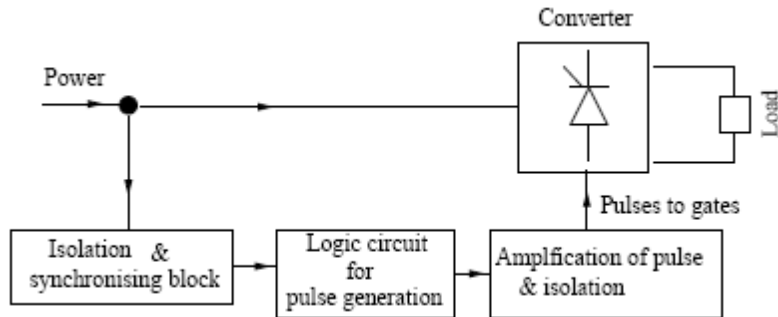 Converter
Power
Load
Pulses to gates
Isolation &
synchronising block
Logic circuit
for
pulse generation
Amplfication of pulse
& isolation